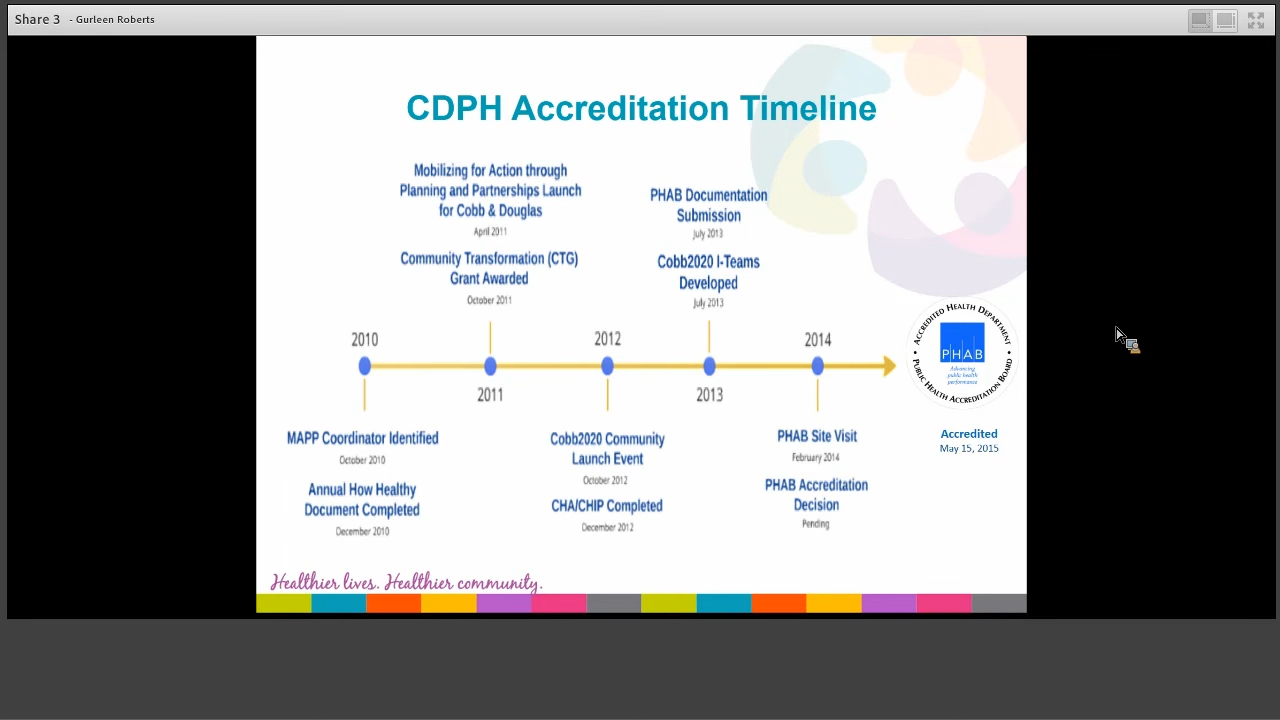 Share 3 - Gurleen Roberts
CDPH Accreditation Timeline
Mobilizing for Action through
Planning and Partnerships Launch
for Cobb & Douglas
April 2011
Community Transformation (CTG)
Grant Awarded
October 2011
PHAB Documentation
Submission
July 2013
Cobb2020 I-Teams
Developed
July 2013
2010
2012
2014
2011
2013
ACCREDITED HEALTH DEPARTMENT
PHAB
Advancing
public health
performance
PUBLIC HEALTH ACCREDITATION BOARD
Accredited
May 15, 2015
MAPP Coordinator Identified
October 2010
Annual How Healthy
Document Completed
December 2010
Cobb2020 Community
Launch Event
October 2012
CHA/CHIP Completed
December 2012
PHAB Site Visit
February 2014
PHAB Accreditation
Decision
Pending
Healthier lives. Healthier community.